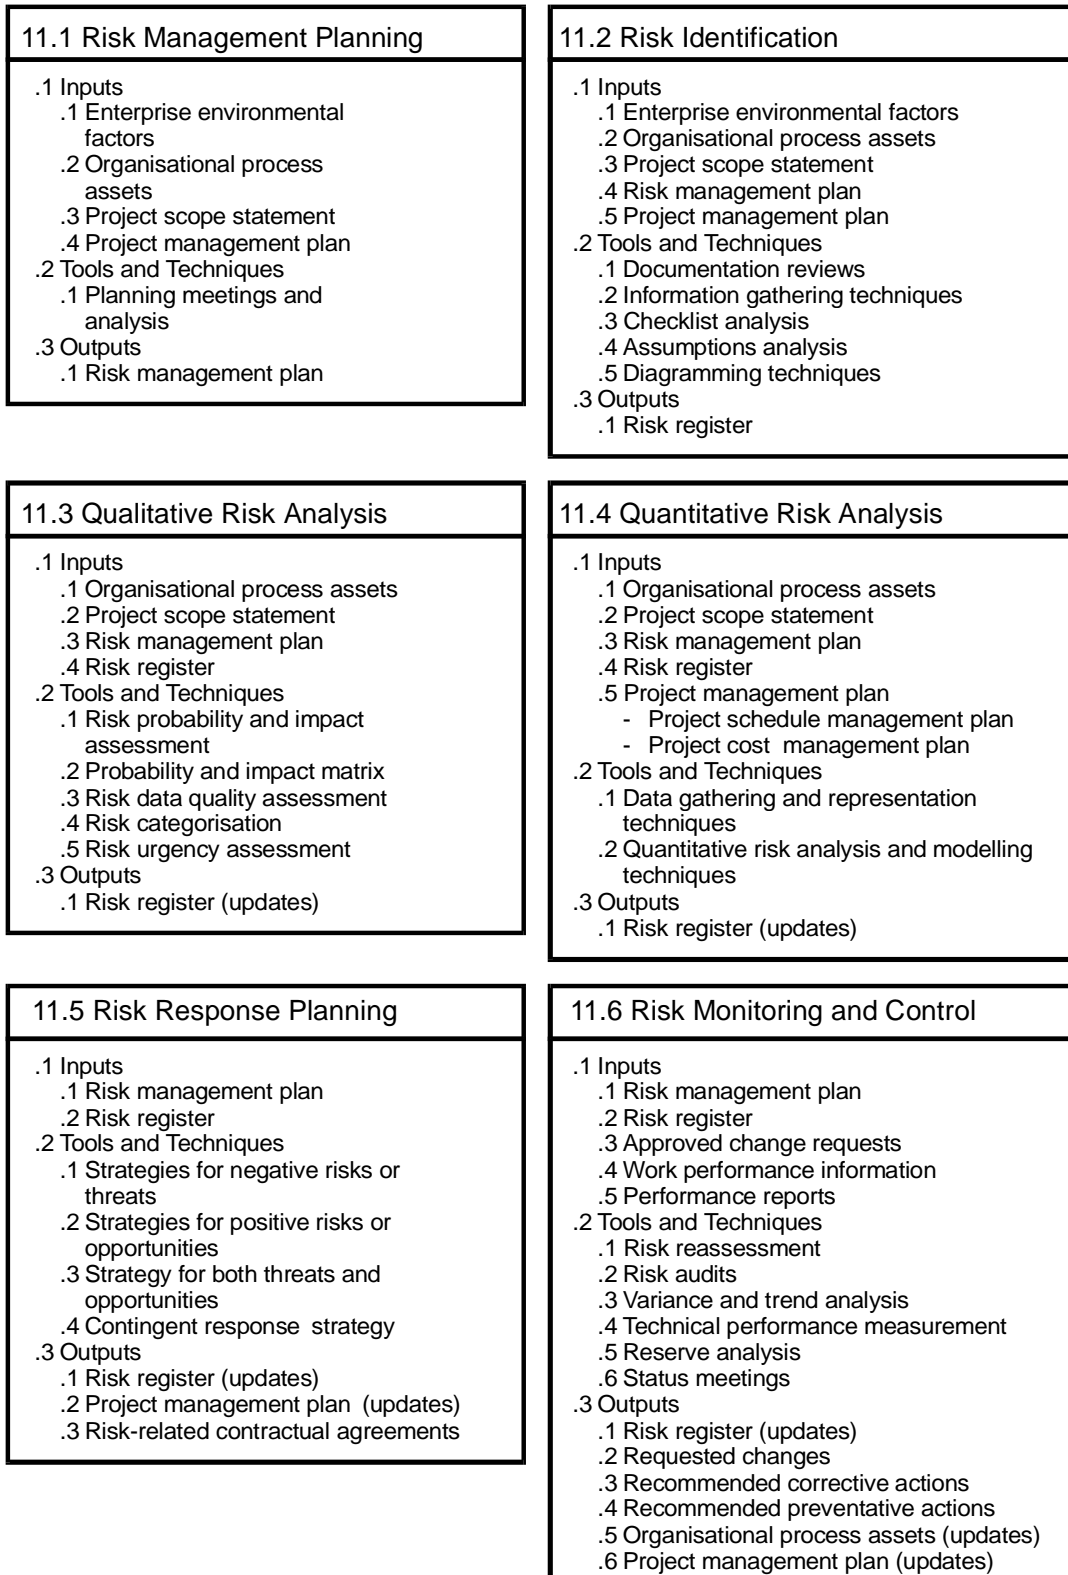 11.1 Risk Management Planning
.1 Inputs
.1 Enterprise environmental
factors
.2 Organisational process
assets
.3 Project scope statement
.4 Project management plan
.2 Tools and Techniques
.1 Planning meetings and
analysis
.3 Outputs
.1 Risk management plan
11.2 Risk Identification
.1 Inputs
.1 Enterprise environmental factors
.2 Organisational process assets
.3 Project scope statement
.4 Risk management plan
.5 Project management plan
.2 Tools and Techniques
.1 Documentation reviews
.2 Information gathering techniques
.3 Checklist analysis
.4 Assumptions analysis
.5 Diagramming techniques
.3 Outputs
.1 Risk register
11.3 Qualitative Risk Analysis
.1 Inputs
.1 Organisational process assets
.2 Project scope statement
.3 Risk management plan
.4 Risk register
.2 Tools and Techniques
.1 Risk probability and impact
assessment
.2 Probability and impact matrix
.3 Risk data quality assessment
.4 Risk categorisation
.5 Risk urgency assessment
.3 Outputs
.1 Risk register (updates)
11.4 Quantitative Risk Analysis
.1 Inputs
.1 Organisational process assets
.2 Project scope statement
.3 Risk management plan
.4 Risk register
.5 Project management plan
- Project schedule management plan
- Project cost management plan
.2 Tools and Techniques
.1 Data gathering and representation
techniques
.2 Quantitative risk analysis and modelling
techniques
.3 Outputs
.1 Risk register (updates)
11.5 Risk Response Planning
.1 Inputs
.1 Risk management plan
.2 Risk register
.2 Tools and Techniques
.1 Strategies for negative risks or
threats
.2 Strategies for positive risks or
opportunities
.3 Strategy for both threats and
opportunities
.4 Contingent response strategy
.3 Outputs
.1 Risk register (updates)
.2 Project management plan (updates)
.3 Risk-related contractual agreements
11.6 Risk Monitoring and Control
.1 Inputs
.1 Risk management plan
.2 Risk register
.3 Approved change requests
.4 Work performance information
.5 Performance reports
.2 Tools and Techniques
.1 Risk reassessment
.2 Risk audits
.3 Variance and trend analysis
.4 Technical performance measurement
.5 Reserve analysis
.6 Status meetings
.3 Outputs
.1 Risk register (updates)
.2 Requested changes
.3 Recommended corrective actions
.4 Recommended preventative actions
.5 Organisational process assets (updates)
.6 Project management plan (updates)